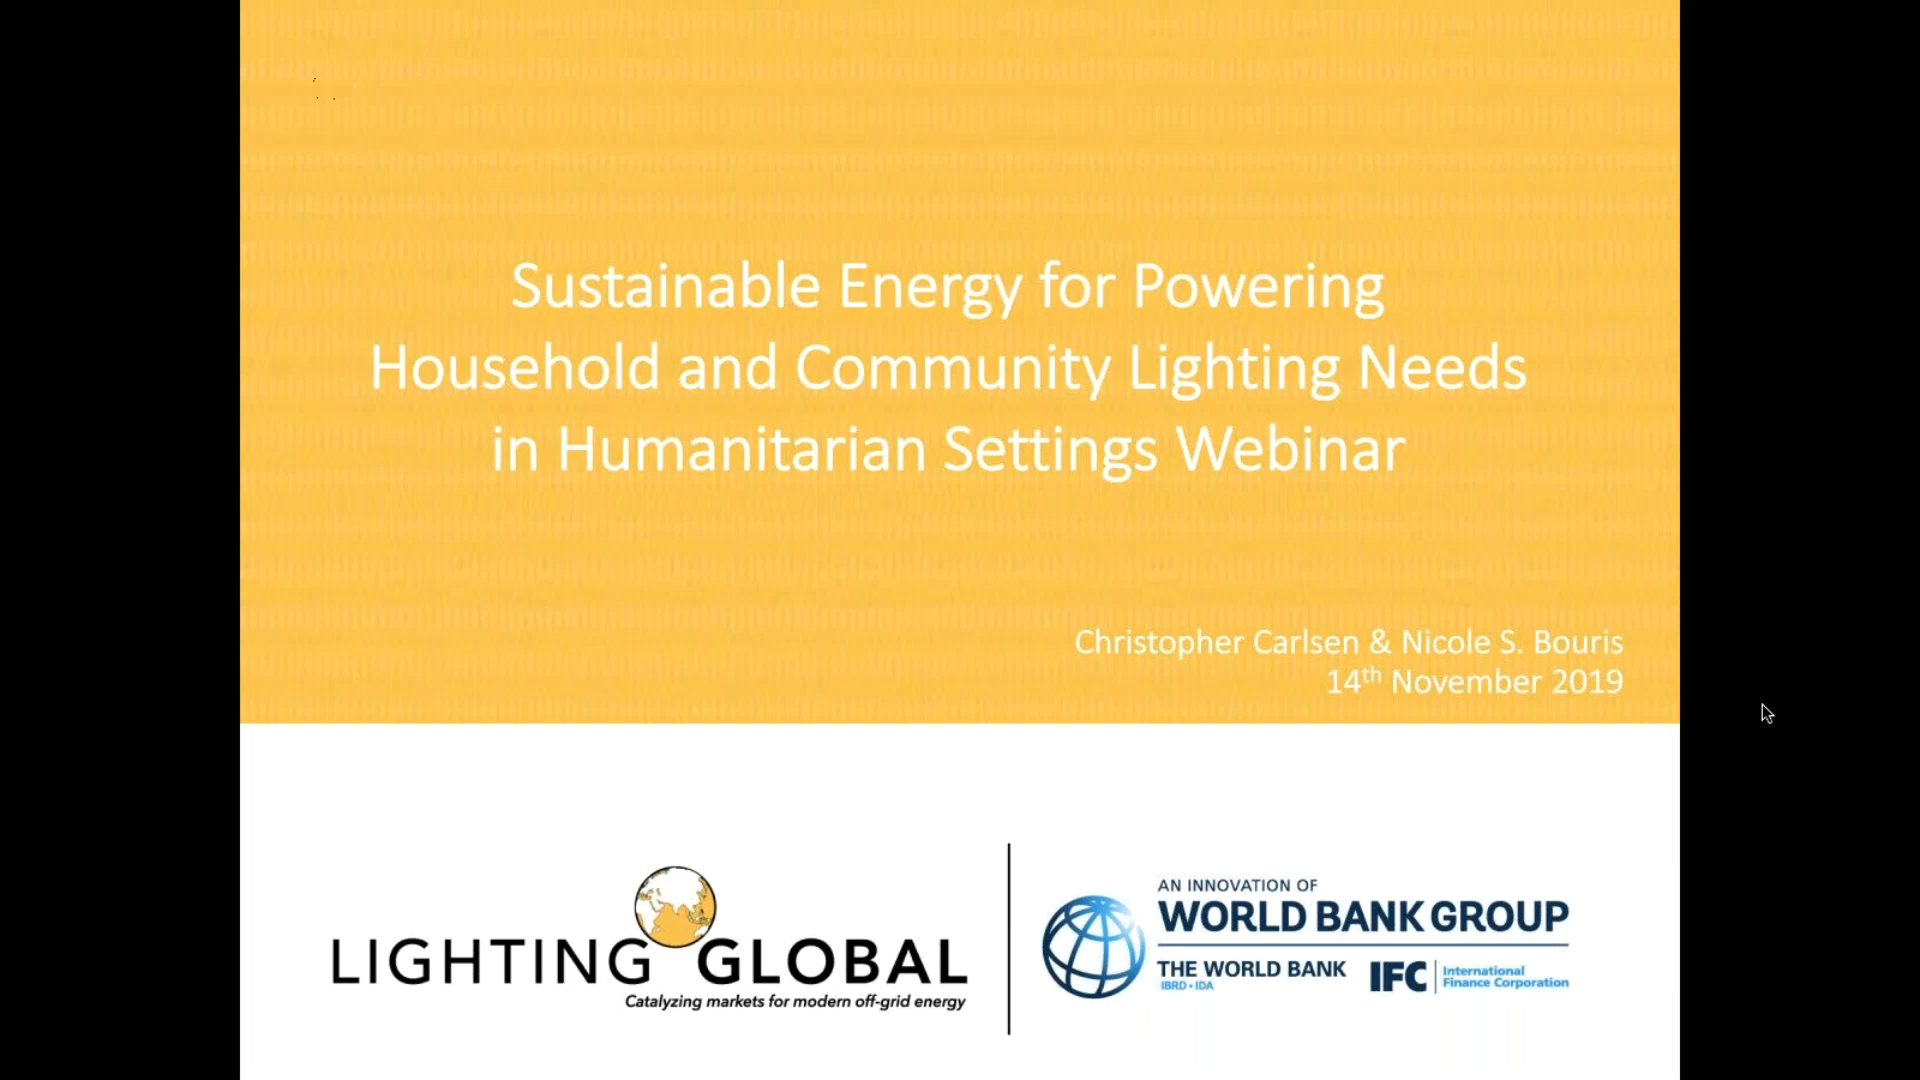 Sustainable Energy for Powering
Household and Community Lighting Needs
in Humanitarian Settings Webinar
Christopher Carlsen & Nicole S. Bouris
14th November 2019
LIGHTING GLOBAL
Catalyzing markets for modern off-grid energy
AN INNOVATION OF
WORLD BANK GROUP
THE WORLD BANK
IBRD • IDA
IFC
International
Finance Corporation